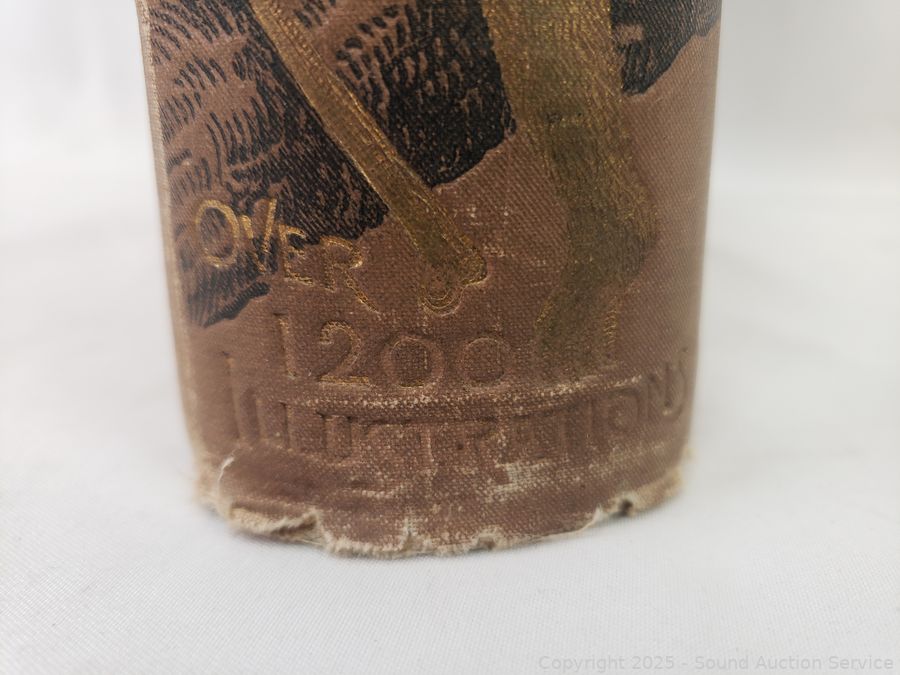 OVER
1200
ILLUSTRATIONS
Copyright 2025 - Sound Auction Service